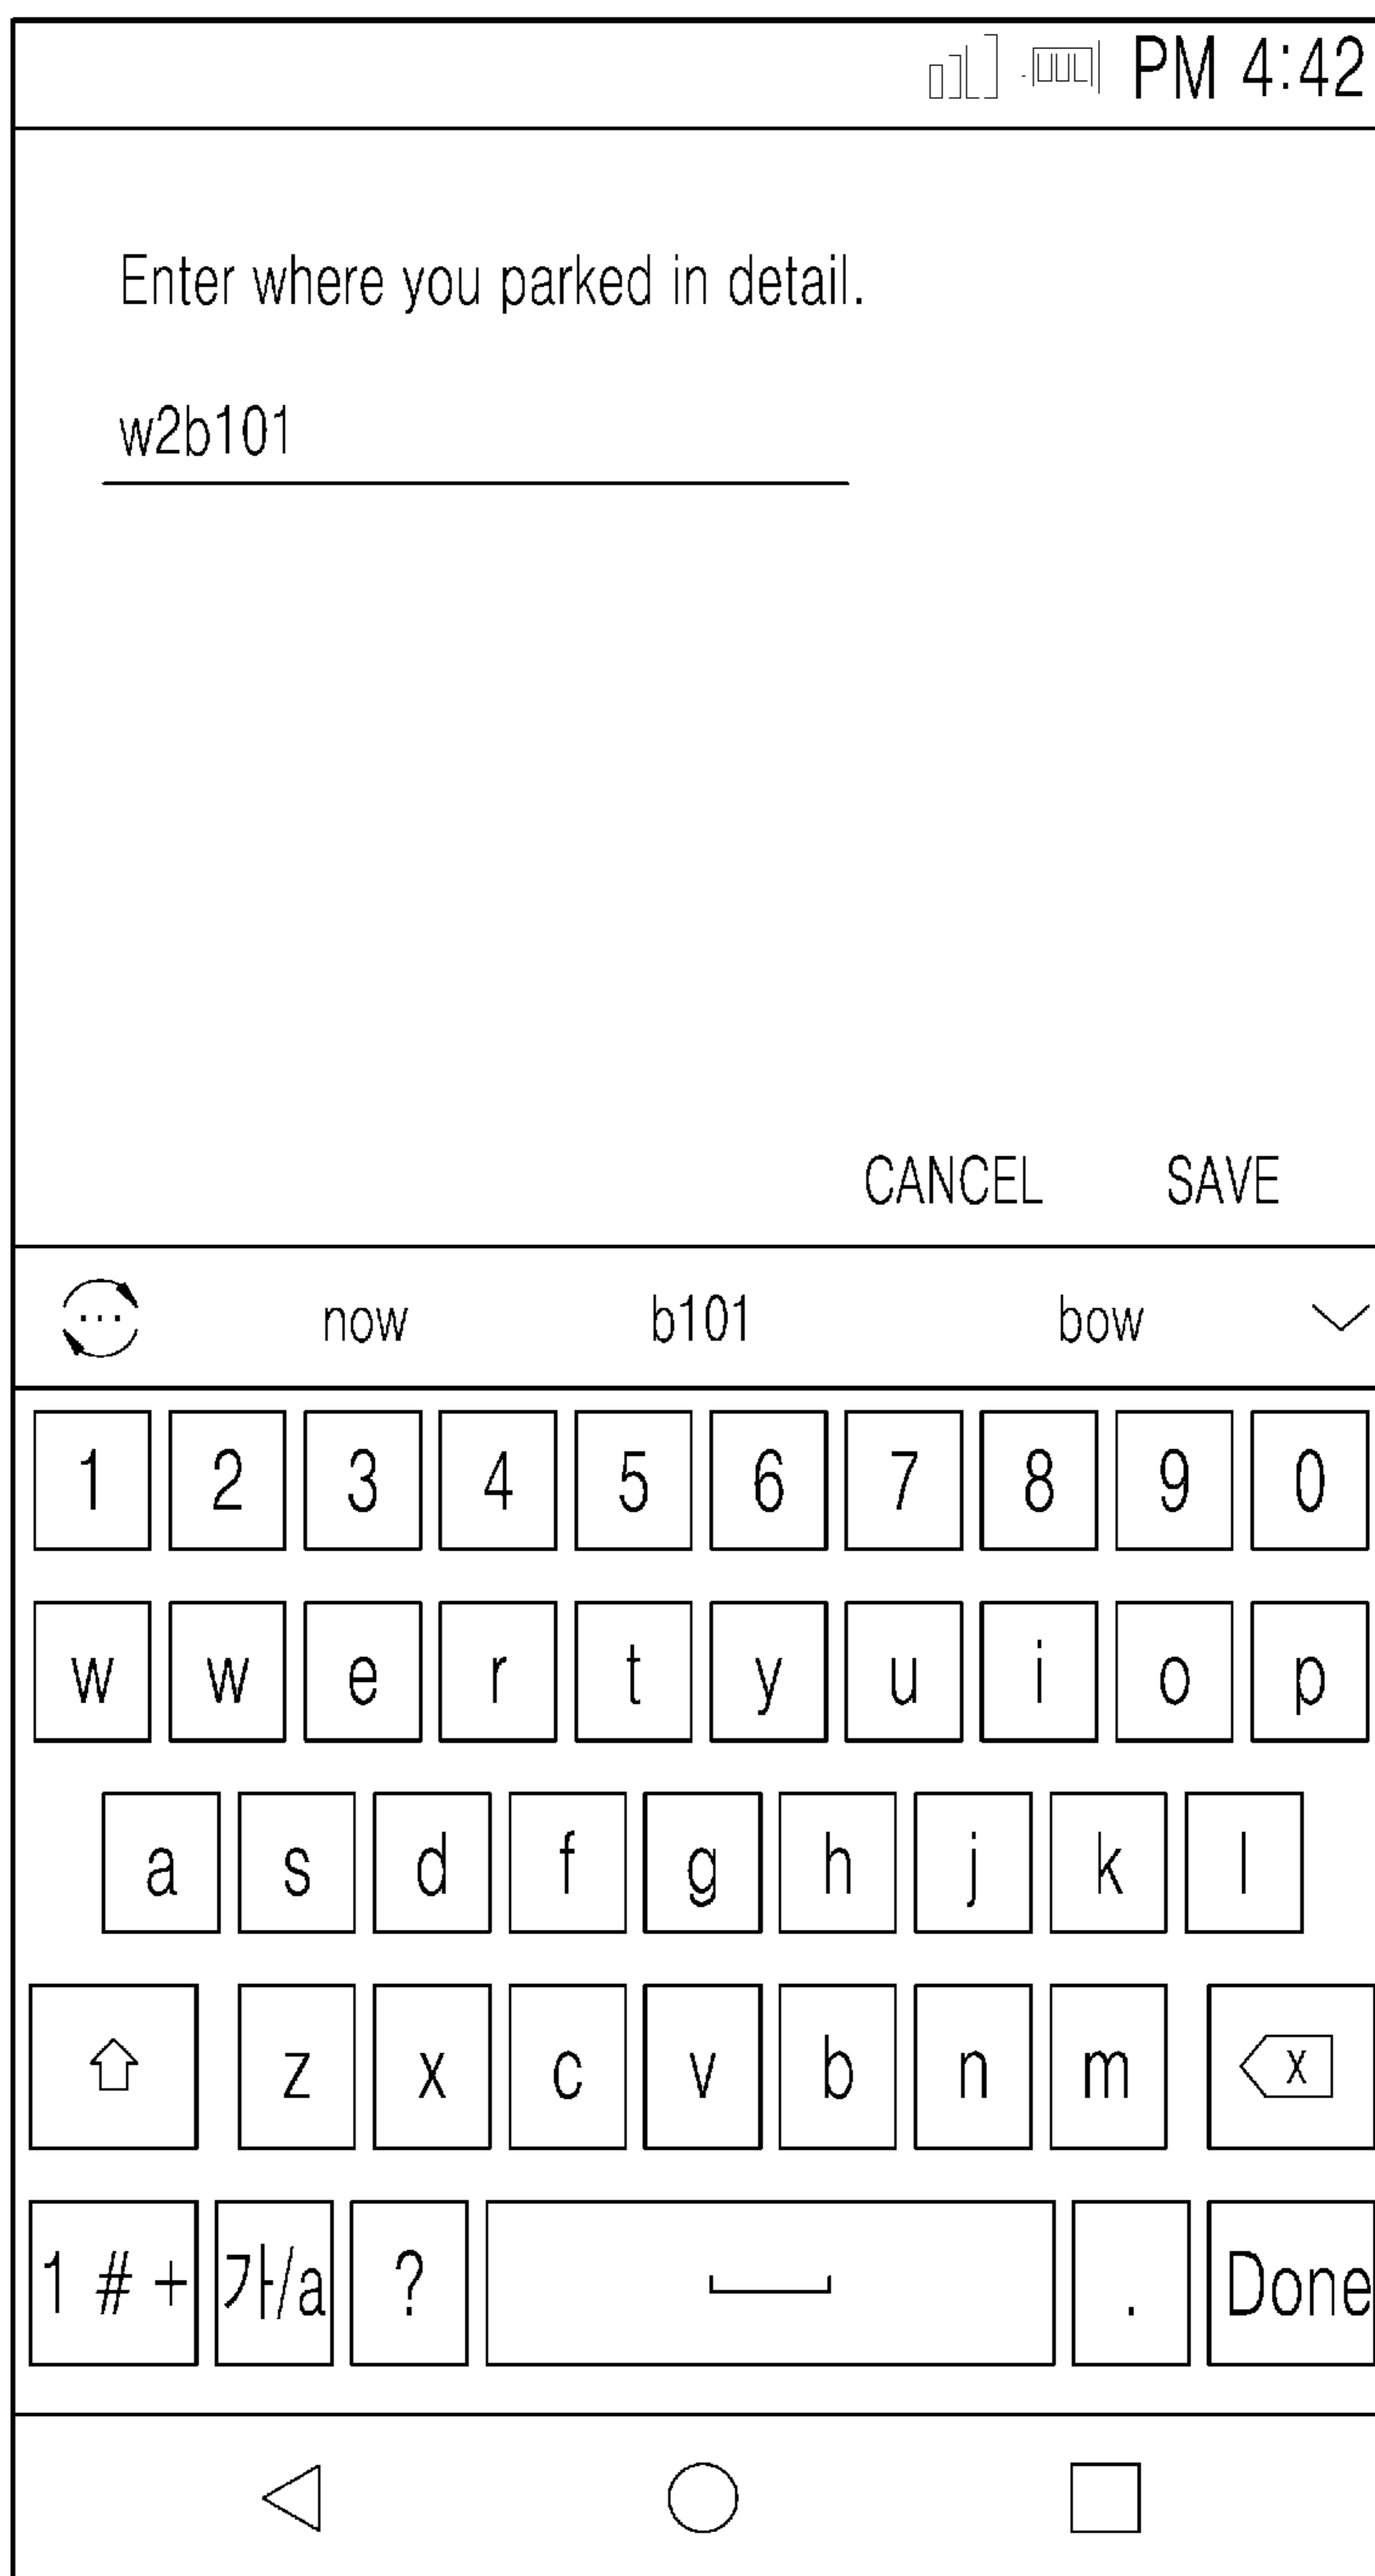 PM 4:42
Enter where you parked in detail.
w2b101
CANCEL SAVE
now b101 bow
1 2 3 4 5 6 7 8 9 0
w w e r t y u i o p
a s d f g h j k l
z x c v b n m x
1 # + 가/a ? . Done